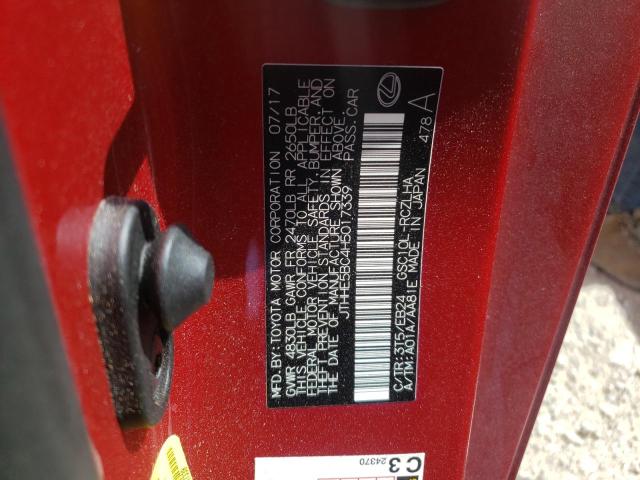 MFD.BY:TOYOTA MOTOR CORPORATION 07/17
GVWR 4830LB GAWR FR 2470LB RR 2650LB
THIS VEHICLE CONFORMS TO ALL APPLICABLE
FEDERAL MOTOR VEHICLE SAFETY, BUMPER, AND
THEFT PREVENTION STANDARDS IN EFFECT ON
THE DATE OF MANUFACTURE SHOWN ABOVE.
JTHHE5BC4H5017339 PASS.CAR
C/TR:3T5/EB24 GSC10L-RCZLHA
A/TM:A01A/AA81E MADE IN JAPAN 478 A
C3
24370